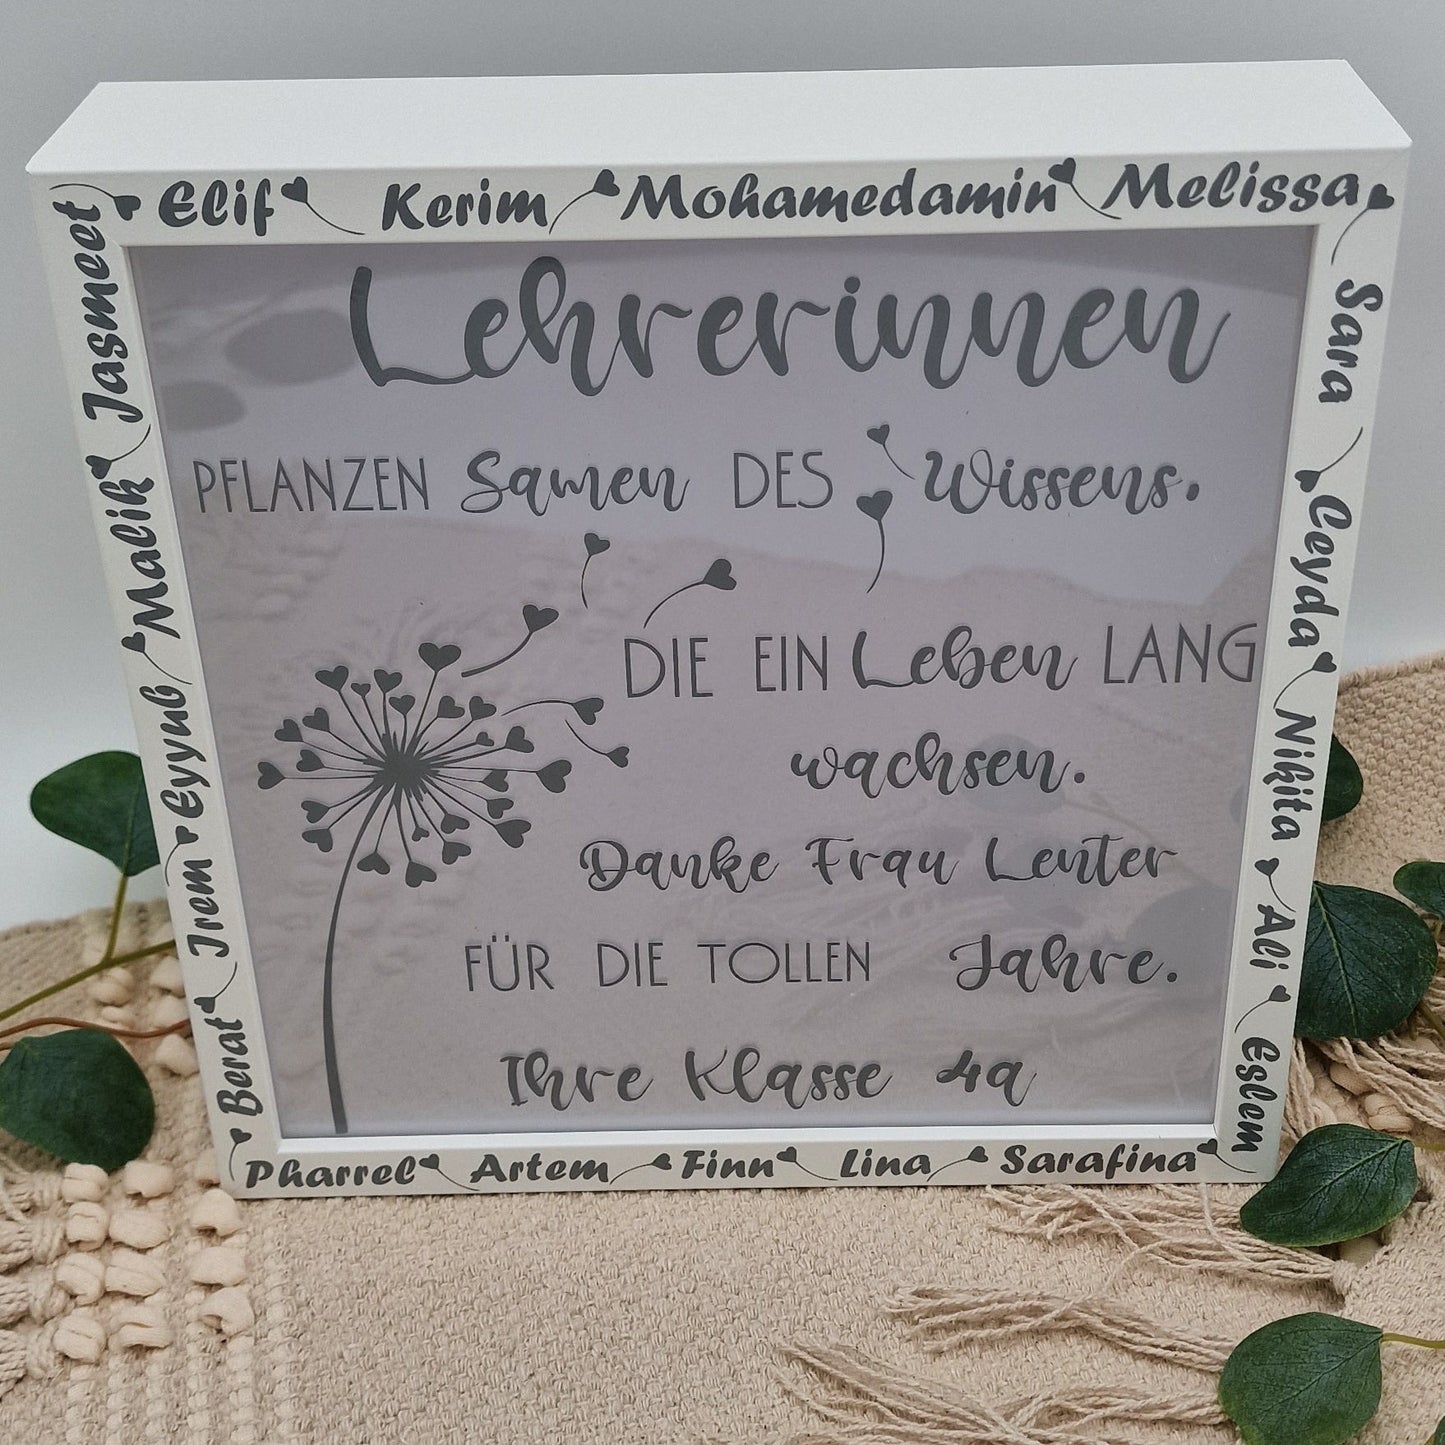 Elif Kerim Mohamedamin Melissa
Sara
Ceyda
Nikita
Ali
Eslem
Jasmeet
Malik
Eyyub
Irem
Berat
Lehrerinnen
PFLANZEN Samen DES Wissens.
DIE EIN Leben LANG
wachsen.
Danke Frau Lenter
FÜR DIE TOLLEN Jahre.
Ihre Klasse 4a
Pharrel Artem Finn Lina Sarafina